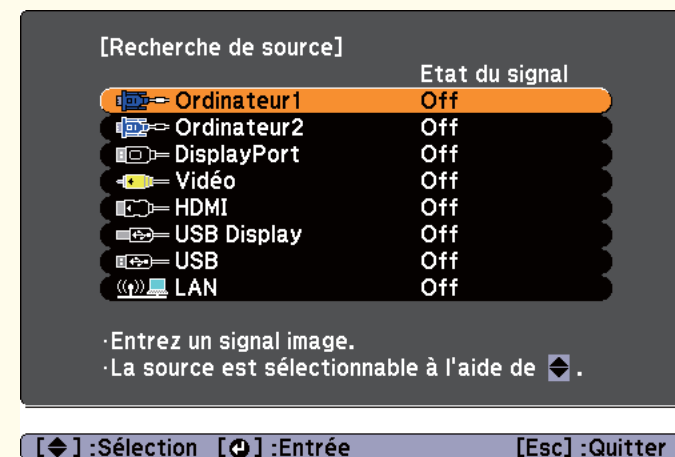 [Recherche de source]
Etat du signal
Ordinateur1 Off
Ordinateur2 Off
DisplayPort Off
Vidéo Off
HDMI Off
USB Display Off
USB Off
LAN Off
·Entrez un signal image.
·La source est sélectionnable à l'aide de .
[ ] :Sélection [ ] :Entrée [Esc] :Quitter